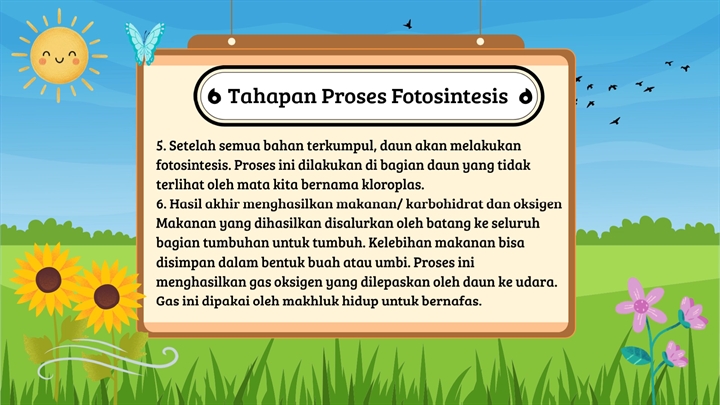 Tahapan Proses Fotosintesis
5. Setelah semua bahan terkumpul, daun akan melakukan
fotosintesis. Proses ini dilakukan di bagian daun yang tidak
terlihat oleh mata kita bernama kloroplas.
6. Hasil akhir menghasilkan makanan/ karbohidrat dan oksigen
Makanan yang dihasilkan disalurkan oleh batang ke seluruh
bagian tumbuhan untuk tumbuh. Kelebihan makanan bisa
disimpan dalam bentuk buah atau umbi. Proses ini
menghasilkan gas oksigen yang dilepaskan oleh daun ke udara.
Gas ini dipakai oleh makhluk hidup untuk bernafas.